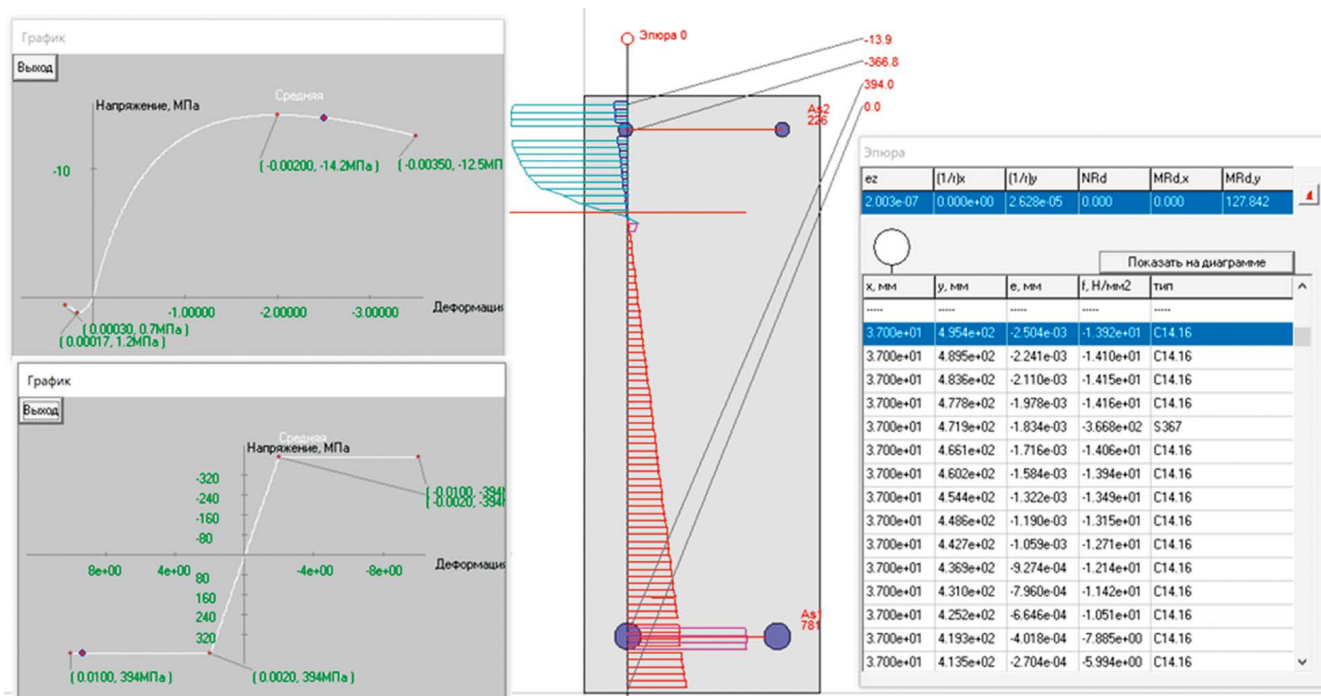 График
Выход
Напряжение, МПа
Средняя
-10
( -0.00200, -14.2МПа )
( -0.00350, -12.5МП
-1.00000 -2.00000 -3.00000
Деформация
( 0.00030, 0.7МПа )
( 0.00017, 1.2МПа )
График
Выход
Средняя
Напряжение, МПа
-320
-240
-160
-80
( -0.0100, -394М
( -0.0020, -394М
8e+00 4e+00 -4e+00 -8e+00
Деформация
80
160
240
320
( 0.0100, 394МПа )
( 0.0020, 394МПа )
Эпюра 0
-13.9
-366.8
394.0
0.0
As2
226
As1
781
Эпюра
ez (1/r)x (1/r)y NRd MRd,x MRd,y
2.003e-07 0.000e+00 2.628e-05 0.000 0.000 127.842
Показать на диаграмме
x, мм y, мм e, мм f, Н/мм2 тип
----- ----- ----- ----- -----
3.700e+01 4.954e+02 -2.504e-03 -1.392e+01 C14.16
3.700e+01 4.895e+02 -2.241e-03 -1.410e+01 C14.16
3.700e+01 4.836e+02 -2.110e-03 -1.415e+01 C14.16
3.700e+01 4.778e+02 -1.978e-03 -1.416e+01 C14.16
3.700e+01 4.719e+02 -1.834e-03 -3.668e+02 S367
3.700e+01 4.661e+02 -1.716e-03 -1.406e+01 C14.16
3.700e+01 4.602e+02 -1.584e-03 -1.394e+01 C14.16
3.700e+01 4.544e+02 -1.322e-03 -1.349e+01 C14.16
3.700e+01 4.486e+02 -1.190e-03 -1.315e+01 C14.16
3.700e+01 4.427e+02 -1.059e-03 -1.271e+01 C14.16
3.700e+01 4.369e+02 -9.274e-04 -1.214e+01 C14.16
3.700e+01 4.310e+02 -7.960e-04 -1.142e+01 C14.16
3.700e+01 4.252e+02 -6.646e-04 -1.051e+01 C14.16
3.700e+01 4.193e+02 -4.018e-04 -7.885e+00 C14.16
3.700e+01 4.135e+02 -2.704e-04 -5.994e+00 C14.16